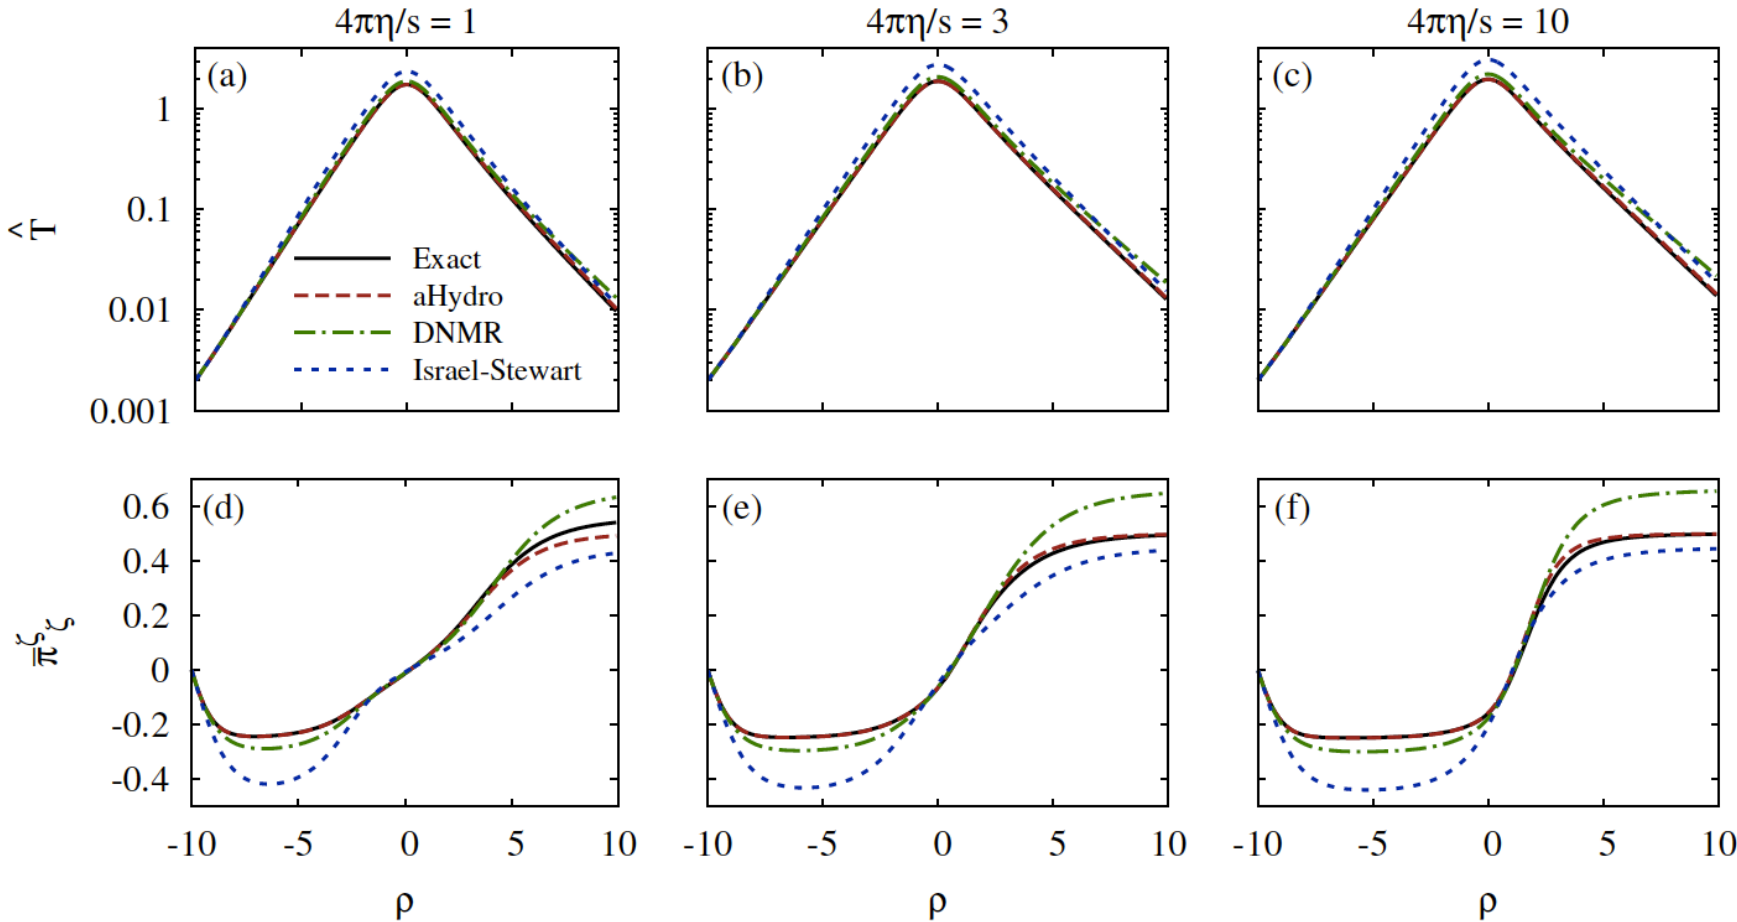 4πη/s = 1
4πη/s = 3
4πη/s = 10
(a)
(b)
(c)
1
0.1
0.01
0.001
T̂
Exact
aHydro
DNMR
Israel-Stewart
(d)
(e)
(f)
0.6
0.4
0.2
0
-0.2
-0.4
π̅^ζ_ζ
-10 -5 0 5 10
-10 -5 0 5 10
-10 -5 0 5 10
ρ
ρ
ρ